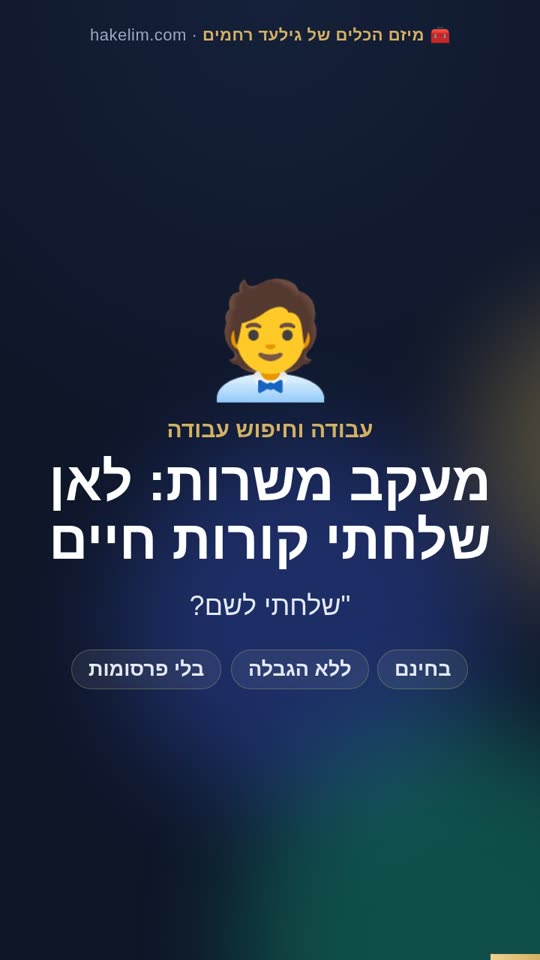 🧰 מיזם הכלים של גילעד רחמים · hakelim.com
עבודה וחיפוש עבודה
מעקב משרות: לאן
שלחתי קורות חיים
"שלחתי לשם?
בחינם
ללא הגבלה
בלי פרסומות